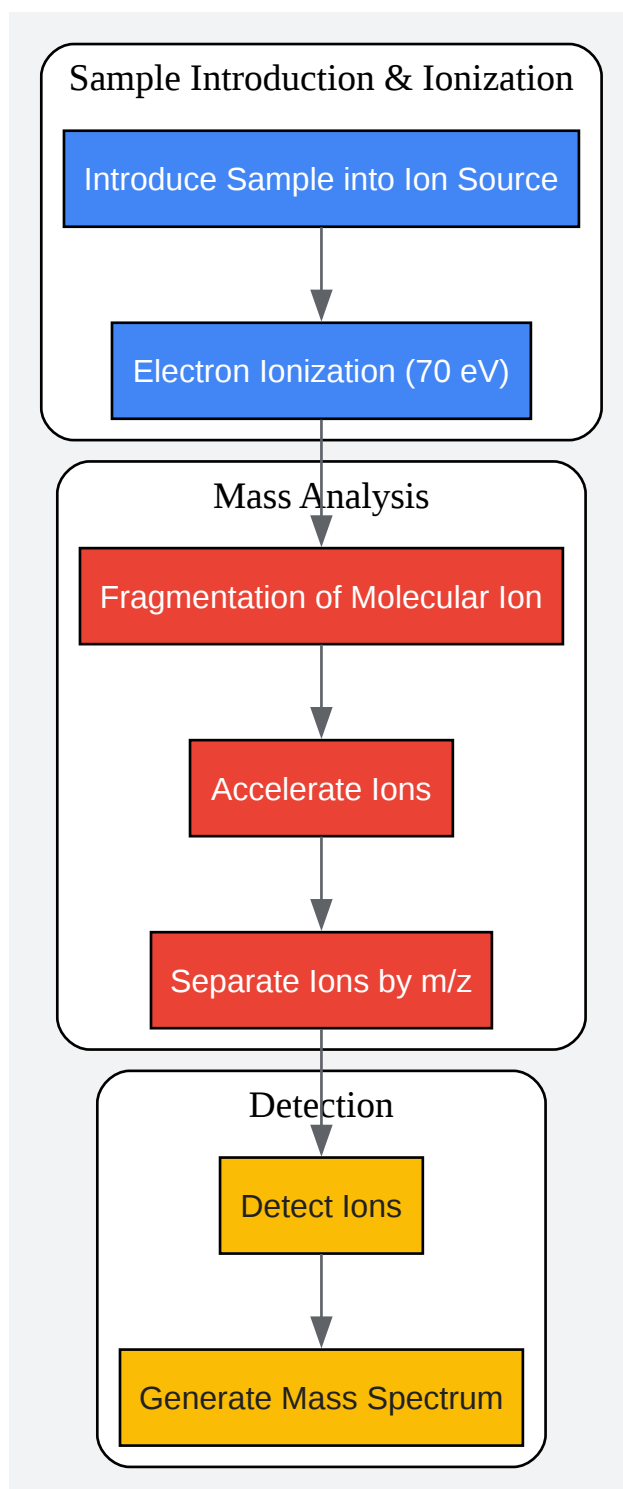 Sample Introduction & Ionization
Introduce Sample into Ion Source
Electron Ionization (70 eV)
Mass Analysis
Fragmentation of Molecular Ion
Accelerate Ions
Separate Ions by m/z
Detection
Detect Ions
Generate Mass Spectrum